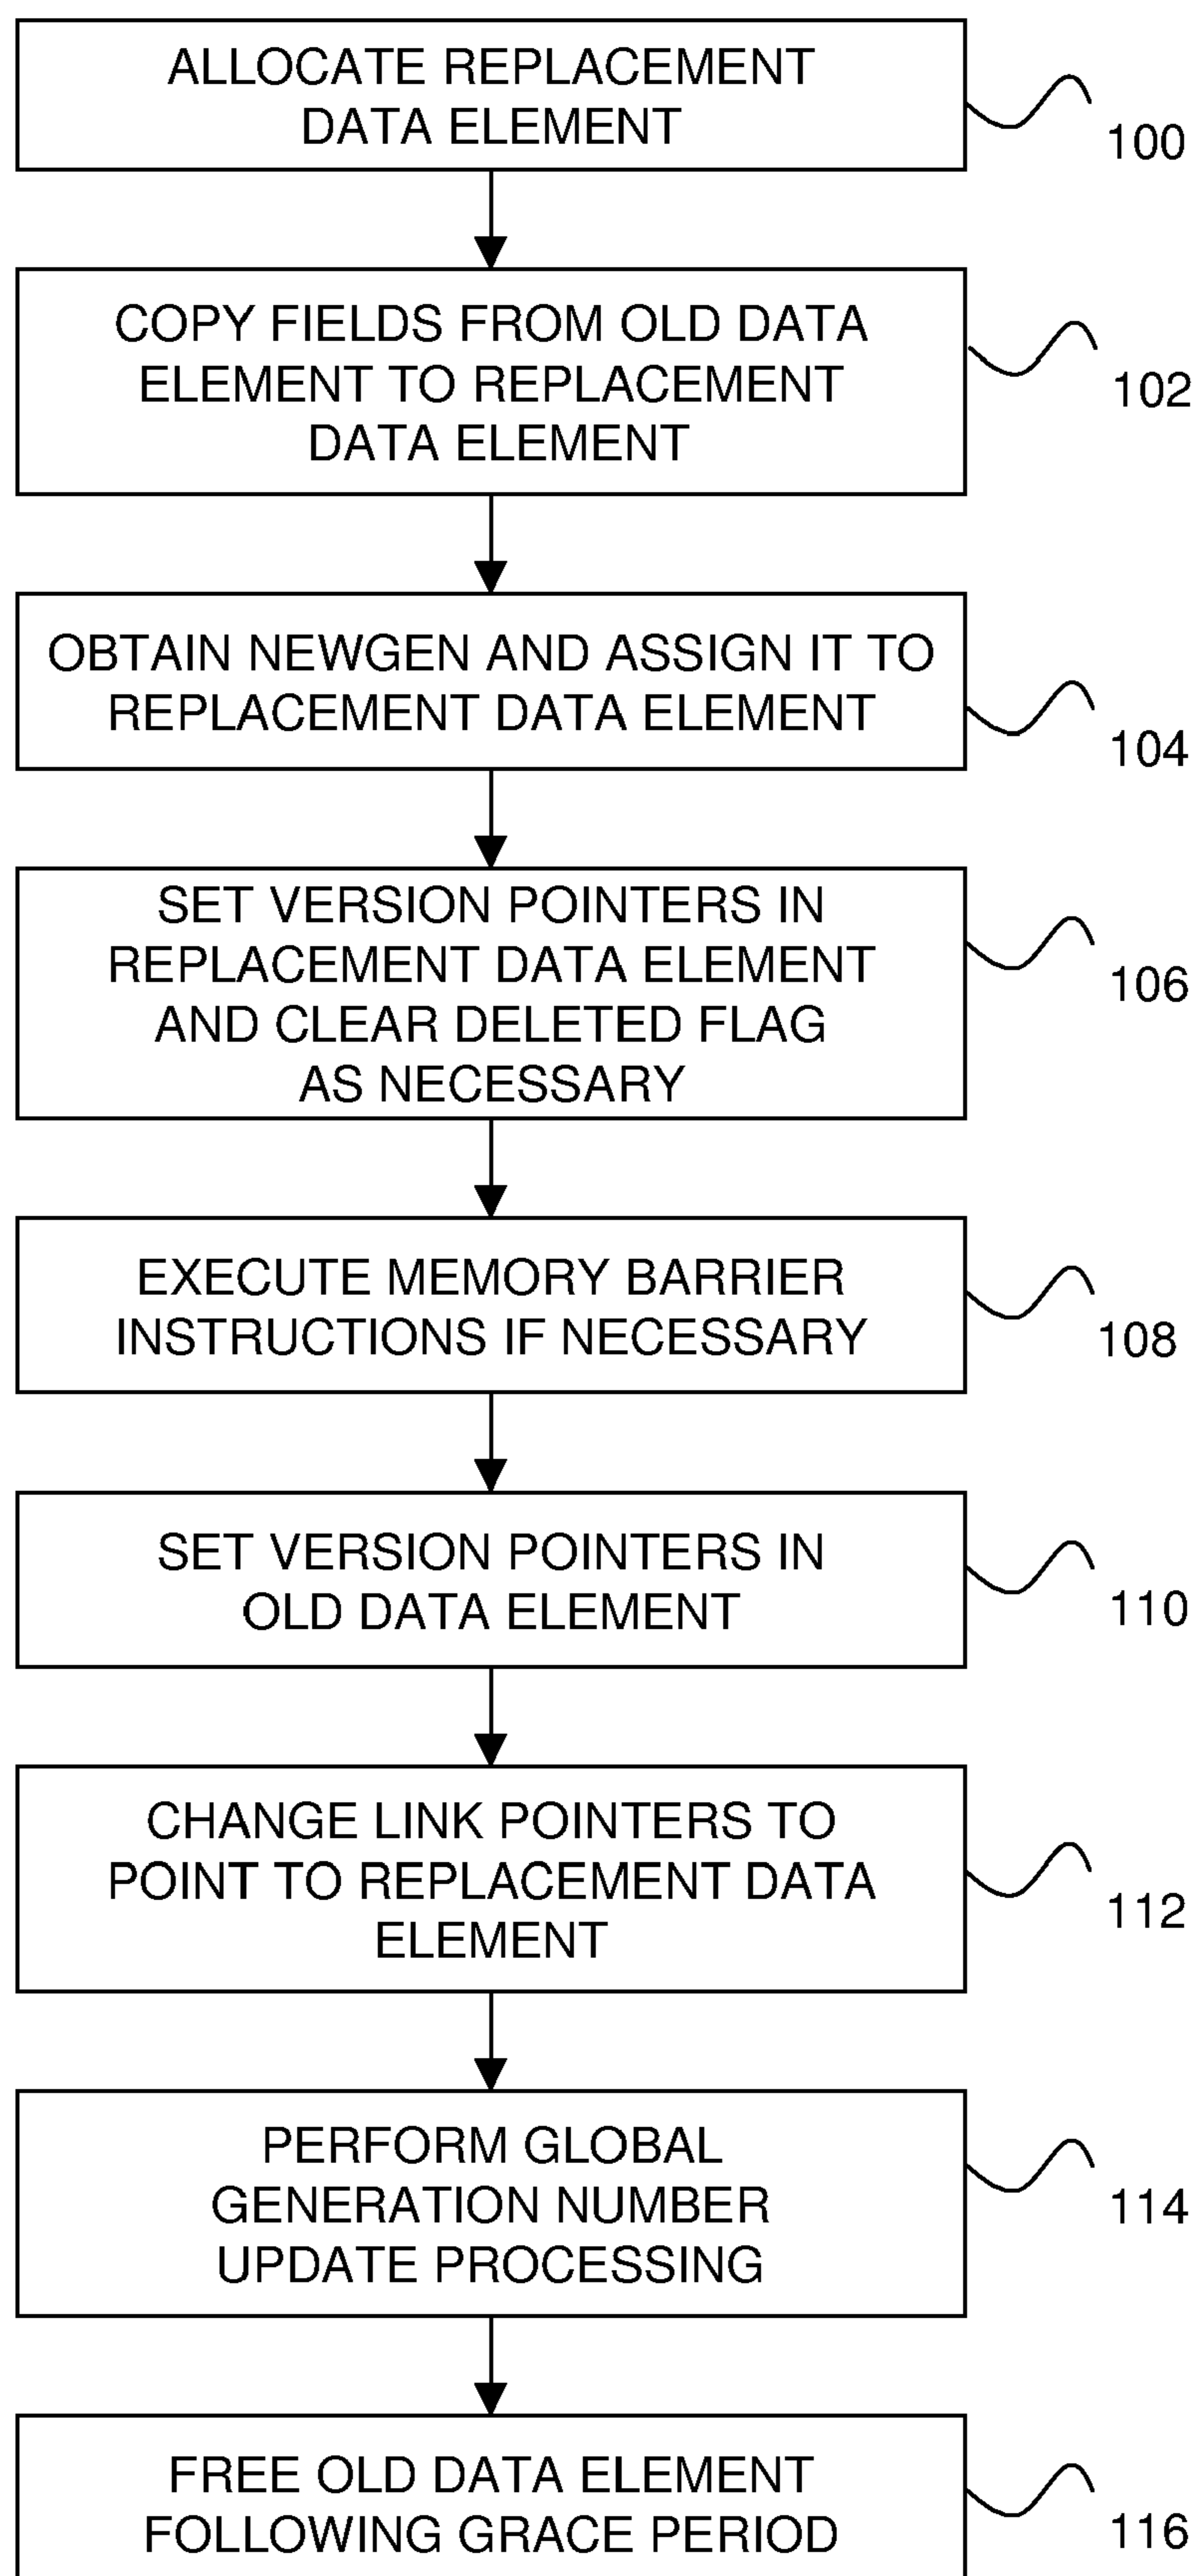 ALLOCATE REPLACEMENT
DATA ELEMENT
100
COPY FIELDS FROM OLD DATA
ELEMENT TO REPLACEMENT
DATA ELEMENT
102
OBTAIN NEWGEN AND ASSIGN IT TO
REPLACEMENT DATA ELEMENT
104
SET VERSION POINTERS IN
REPLACEMENT DATA ELEMENT
AND CLEAR DELETED FLAG
AS NECESSARY
106
EXECUTE MEMORY BARRIER
INSTRUCTIONS IF NECESSARY
108
SET VERSION POINTERS IN
OLD DATA ELEMENT
110
CHANGE LINK POINTERS TO
POINT TO REPLACEMENT DATA
ELEMENT
112
PERFORM GLOBAL
GENERATION NUMBER
UPDATE PROCESSING
114
FREE OLD DATA ELEMENT
FOLLOWING GRACE PERIOD
116